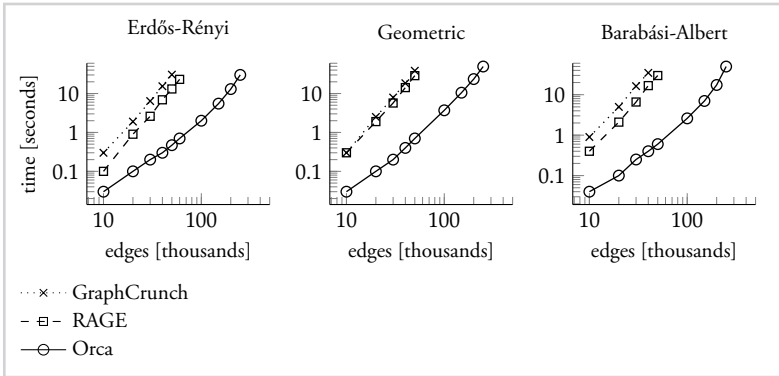 Erdős-Rényi
Geometric
Barabási-Albert
time [seconds]
10
1
0.1
10
100
edges [thousands]
10
1
0.1
10
100
edges [thousands]
10
1
0.1
10
100
edges [thousands]
GraphCrunch
RAGE
Orca